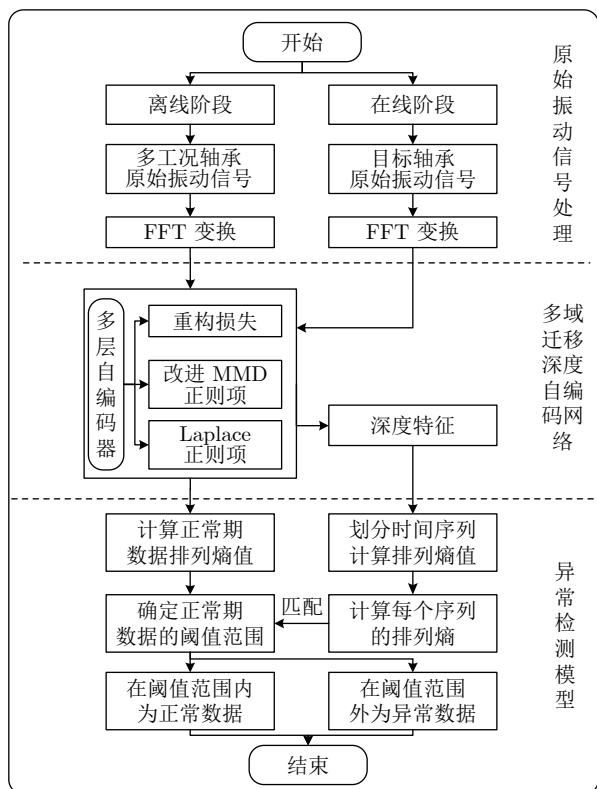 开始
离线阶段
在线阶段
多工况轴承
原始振动信号
目标轴承
原始振动信号
FFT 变换
FFT 变换
原始振动信号处理
多层自编码器
重构损失
改进 MMD
正则项
Laplace
正则项
深度特征
多域
迁移
深度
自编
码网
络
计算正常期
数据排列熵值
划分时间序列
计算排列熵值
确定正常期
数据的阈值范围
匹配
计算每个序列
的排列熵
在阈值范围内
为正常数据
在阈值范围
外为异常数据
异常检测模型
结束